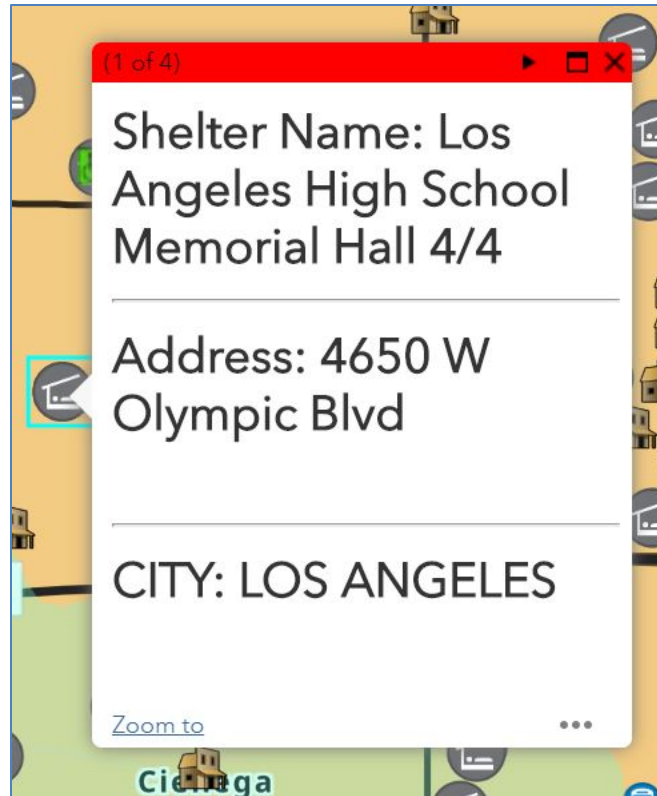 (1 of 4)
Shelter Name: Los
Angeles High School
Memorial Hall 4/4
Address: 4650 W
Olympic Blvd
CITY: LOS ANGELES
Zoom to